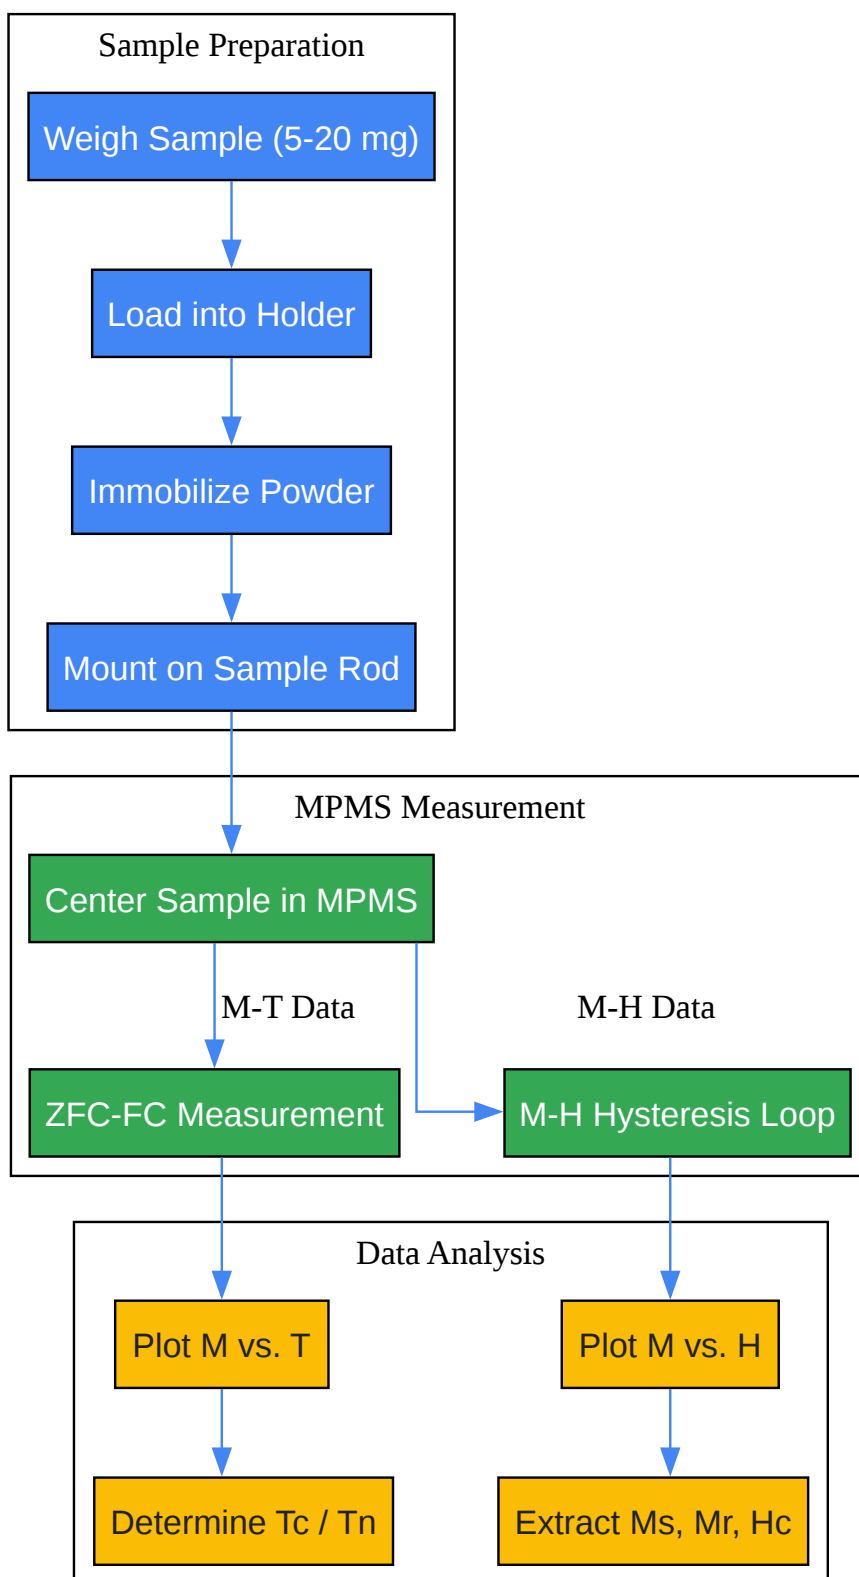 Sample Preparation
Weigh Sample (5-20 mg)
Load into Holder
Immobilize Powder
Mount on Sample Rod
MPMS Measurement
Center Sample in MPMS
M-T Data
M-H Data
ZFC-FC Measurement
M-H Hysteresis Loop
Data Analysis
Plot M vs. T
Plot M vs. H
Determine Tc / Tn
Extract Ms, Mr, Hc